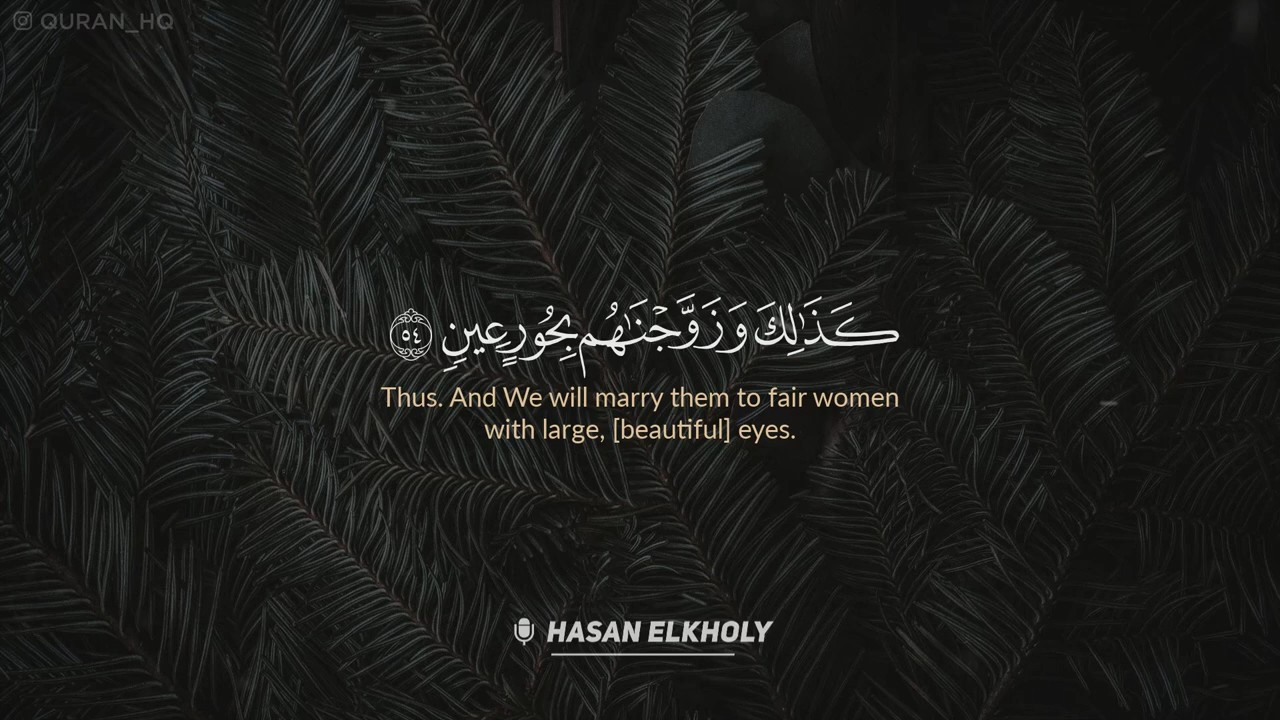 QURAN_HQ
كَذَٰلِكَ وَزَوَّجْنَٰهُم بِحُورٍ عِينٍ ٥٤
Thus. And We will marry them to fair women
with large, [beautiful] eyes.
HASAN ELKHOLY